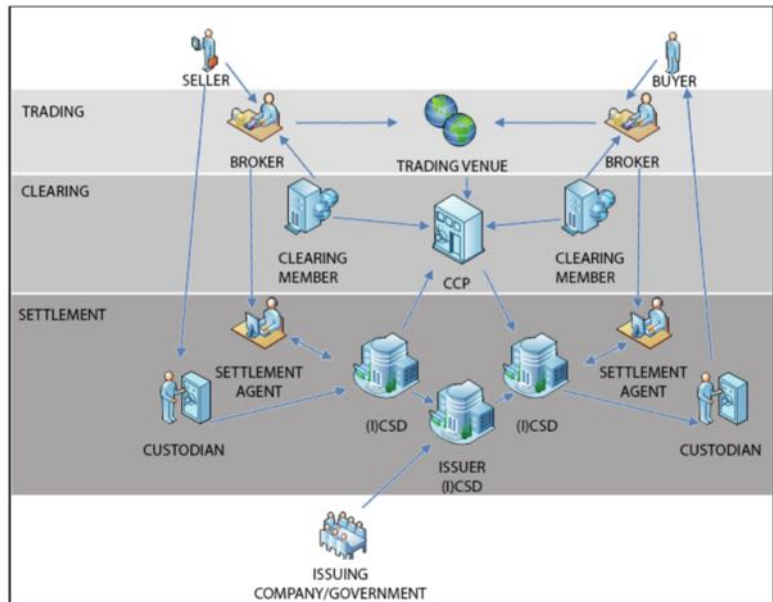 SELLER
BUYER
TRADING
BROKER
TRADING VENUE
BROKER
CLEARING
CLEARING
MEMBER
CCP
CLEARING
MEMBER
SETTLEMENT
SETTLEMENT
AGENT
SETTLEMENT
AGENT
(I)CSD
(I)CSD
CUSTODIAN
ISSUER
(I)CSD
CUSTODIAN
ISSUING
COMPANY/GOVERNMENT